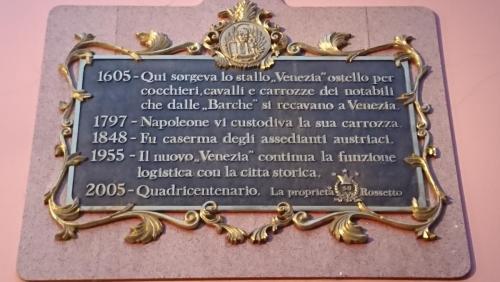 1605-Qui sorgeva lo stallo „Venezia" ostello per
cocchieri, cavalli e carrozze dei notabili
che dalle „Barche" si recavano a Venezia.
1797-Napoleone vi custodiva la sua carrozza.
1848- Fu caserma degli assedianti austriaci.
1955 - Il nuovo „Venezia" continua la funzione
logistica con la citta storica.
2005-Quadricentenario. La proprietà Rossetto